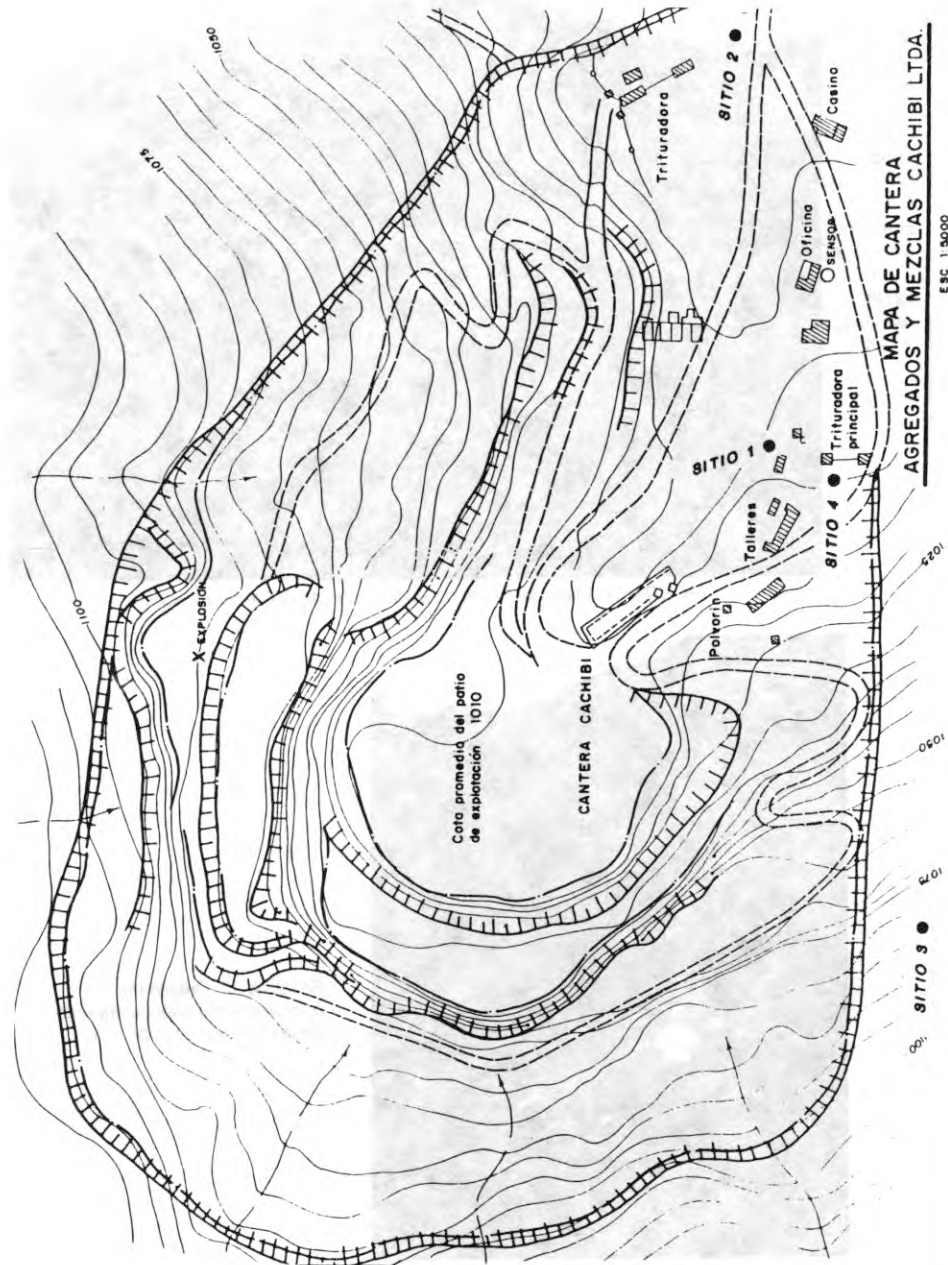 MAPA DE CANTERA
AGREGADOS Y MEZCLAS CACHIBI LTDA.
ESC 1:5000
1100
1075
1050
X EXPLOSION
Cota promedio del patio
de explotación 1010
CANTERA CACHIBI
Trituradora
SITIO 2
Casino
Oficina
SENSOR
SITIO 1
Trituradora
principal
Talleres
SITIO 4
Polvorin
1025
1050
1075
1100
SITIO 3